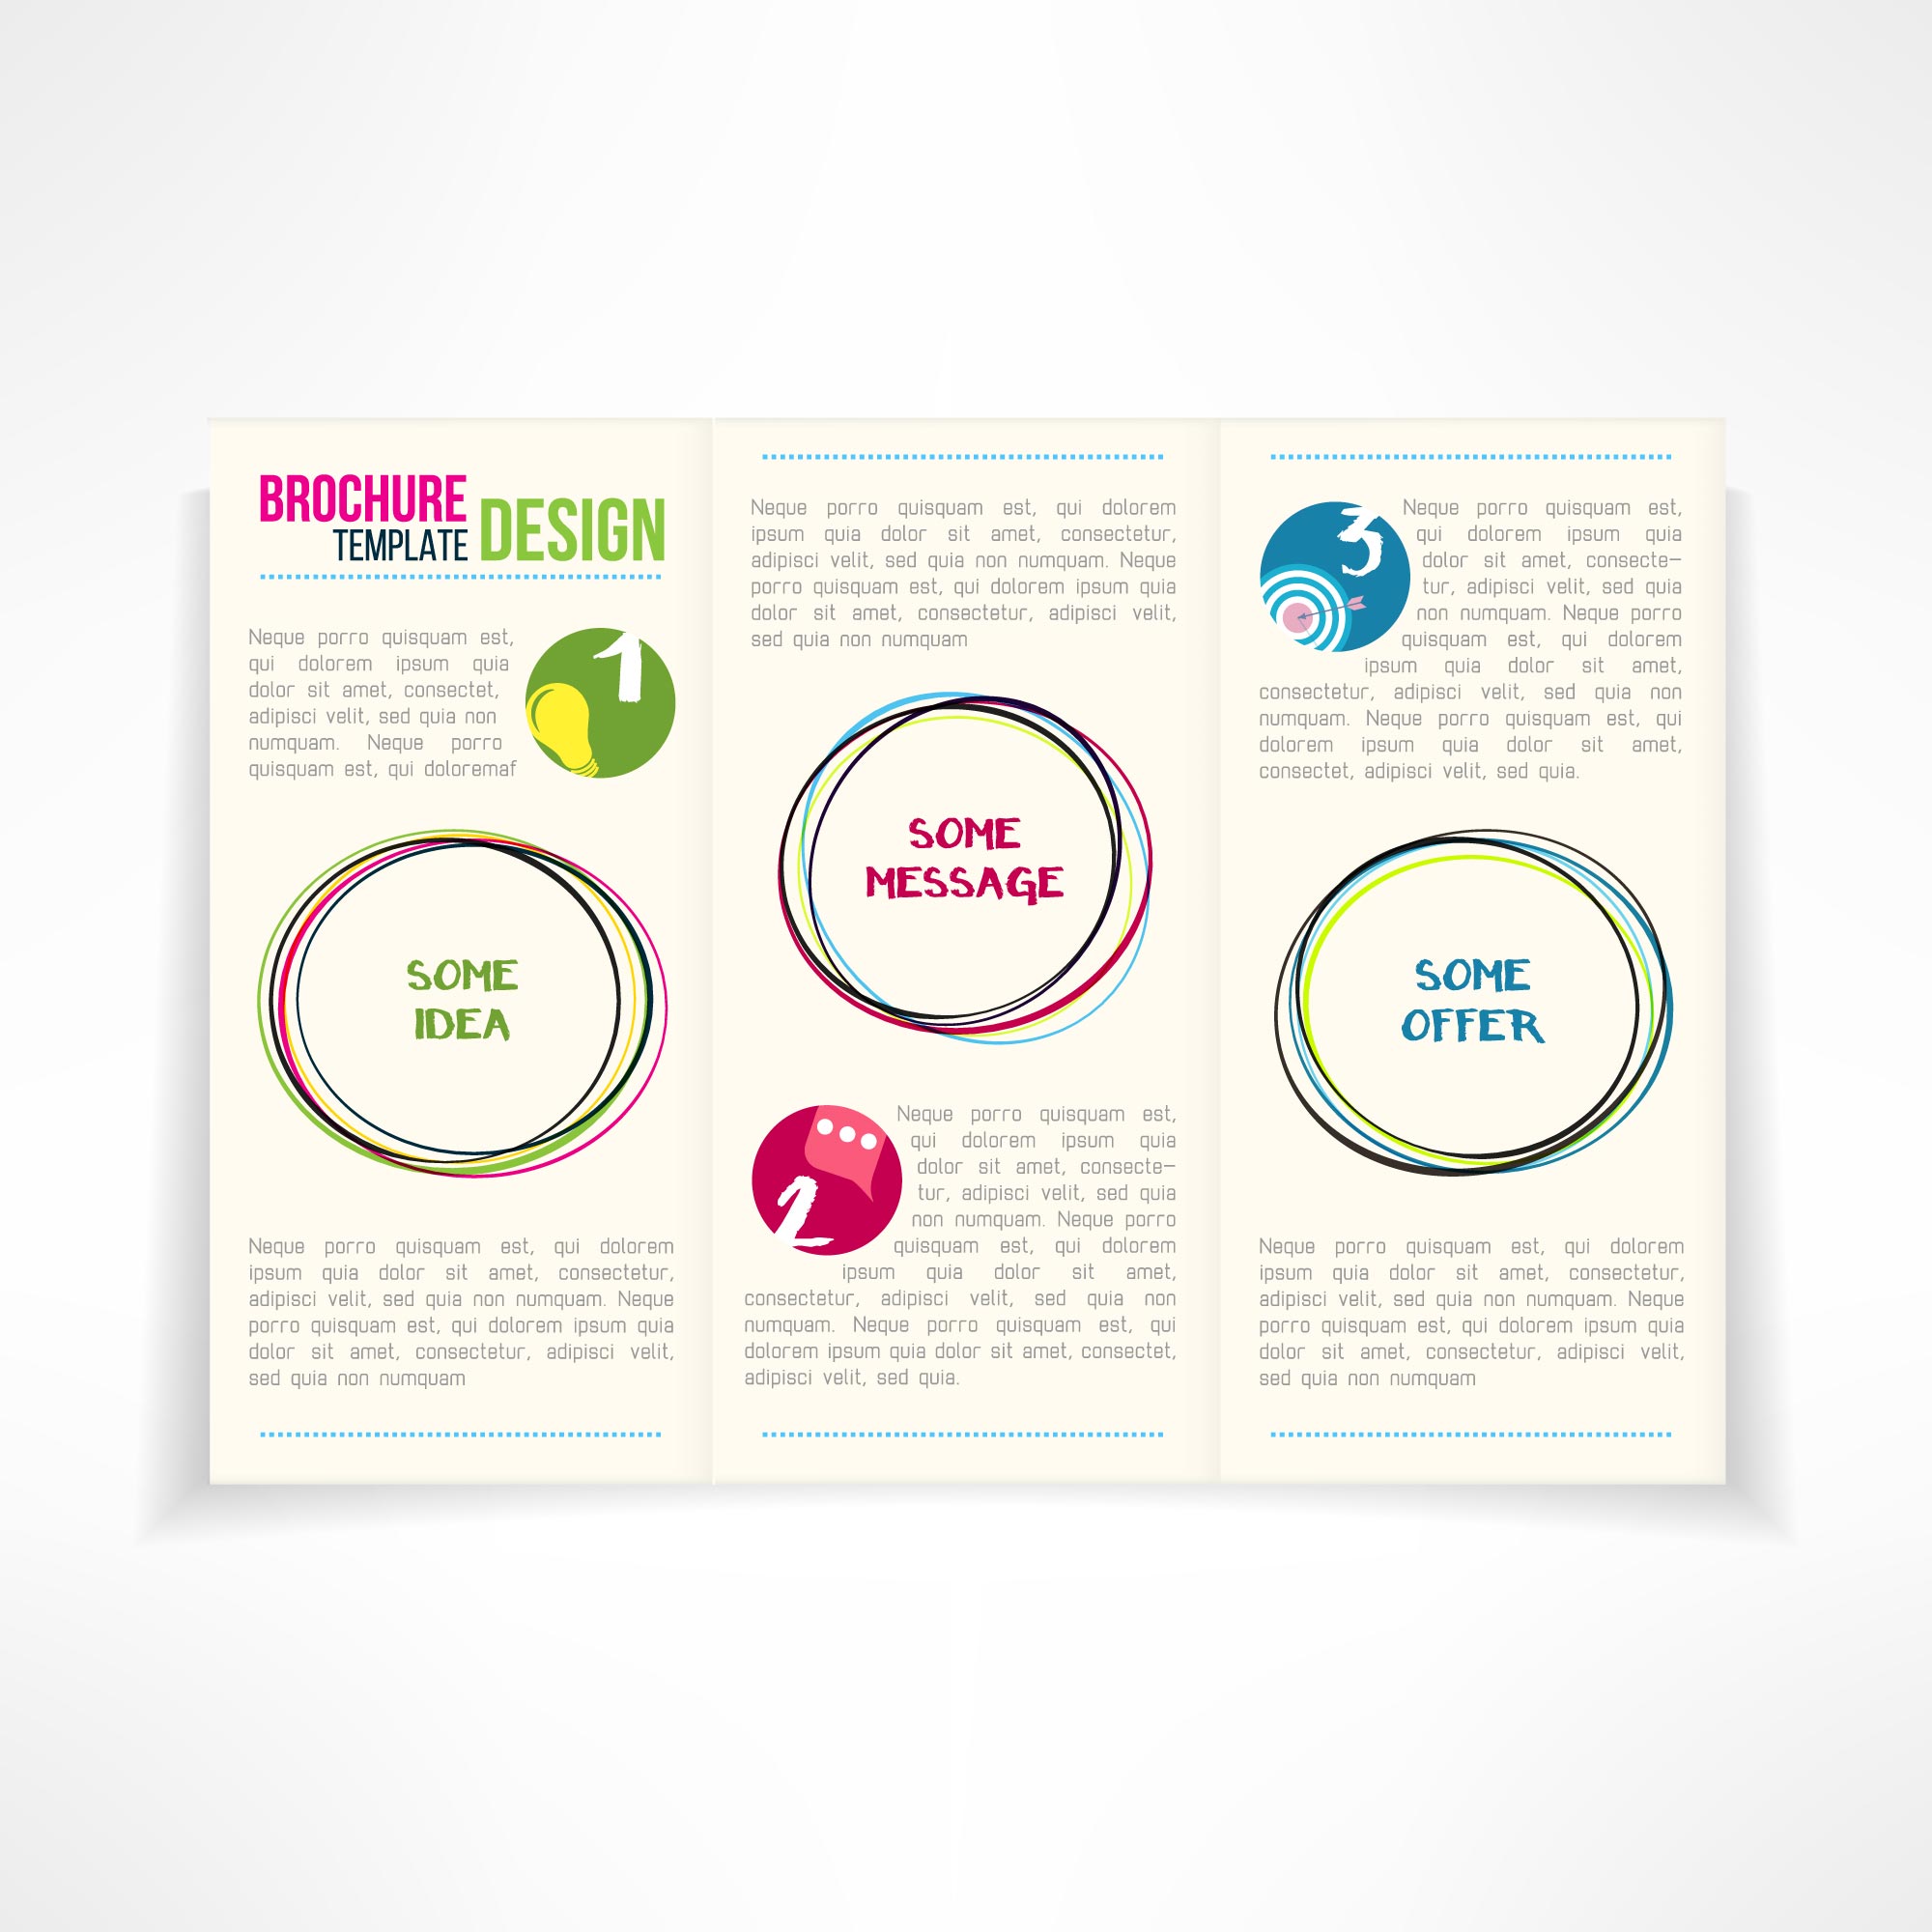 BROCHURE
TEMPLATE DESIGN
Neque porro quisquam est,
qui dolorem ipsum quia
dolor sit amet, consectet,
adipisci velit, sed quia non
numquam. Neque porro
quisquam est, qui doloremaf
1
SOME
IDEA
Neque porro quisquam est, qui dolorem
ipsum quia dolor sit amet, consectetur,
adipisci velit, sed quia non numquam. Neque
porro quisquam est, qui dolorem ipsum quia
dolor sit amet, consectetur, adipisci velit,
sed quia non numquam
Neque porro quisquam est, qui dolorem
ipsum quia dolor sit amet, consectetur,
adipisci velit, sed quia non numquam. Neque
porro quisquam est, qui dolorem ipsum quia
dolor sit amet, consectetur, adipisci velit,
sed quia non numquam
SOME
MESSAGE
2
Neque porro quisquam est,
qui dolorem ipsum quia
dolor sit amet, consecte-
tur, adipisci velit, sed quia
non numquam. Neque porro
quisquam est, qui dolorem
ipsum quia dolor sit amet,
consectetur, adipisci velit, sed quia non
numquam. Neque porro quisquam est, qui
dolorem ipsum quia dolor sit amet, consectet,
adipisci velit, sed quia.
3
Neque porro quisquam est,
qui dolorem ipsum quia
dolor sit amet, consecte-
tur, adipisci velit, sed quia
non numquam. Neque porro
quisquam est, qui dolorem
ipsum quia dolor sit amet,
consectetur, adipisci velit, sed quia non
numquam. Neque porro quisquam est, qui
dolorem ipsum quia dolor sit amet,
consectet, adipisci velit, sed quia.
SOME
OFFER
Neque porro quisquam est, qui dolorem
ipsum quia dolor sit amet, consectetur,
adipisci velit, sed quia non numquam. Neque
porro quisquam est, qui dolorem ipsum quia
dolor sit amet, consectetur, adipisci velit,
sed quia non numquam